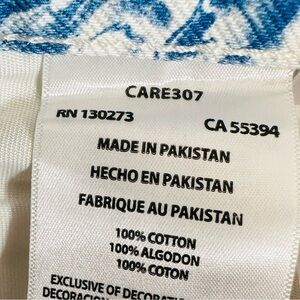 CARE307
RN 130273 CA 55394
MADE IN PAKISTAN
HECHO EN PAKISTAN
FABRIQUE AU PAKISTAN
100% COTTON
100% ALGODON
100% COTON
EXCLUSIVE OF